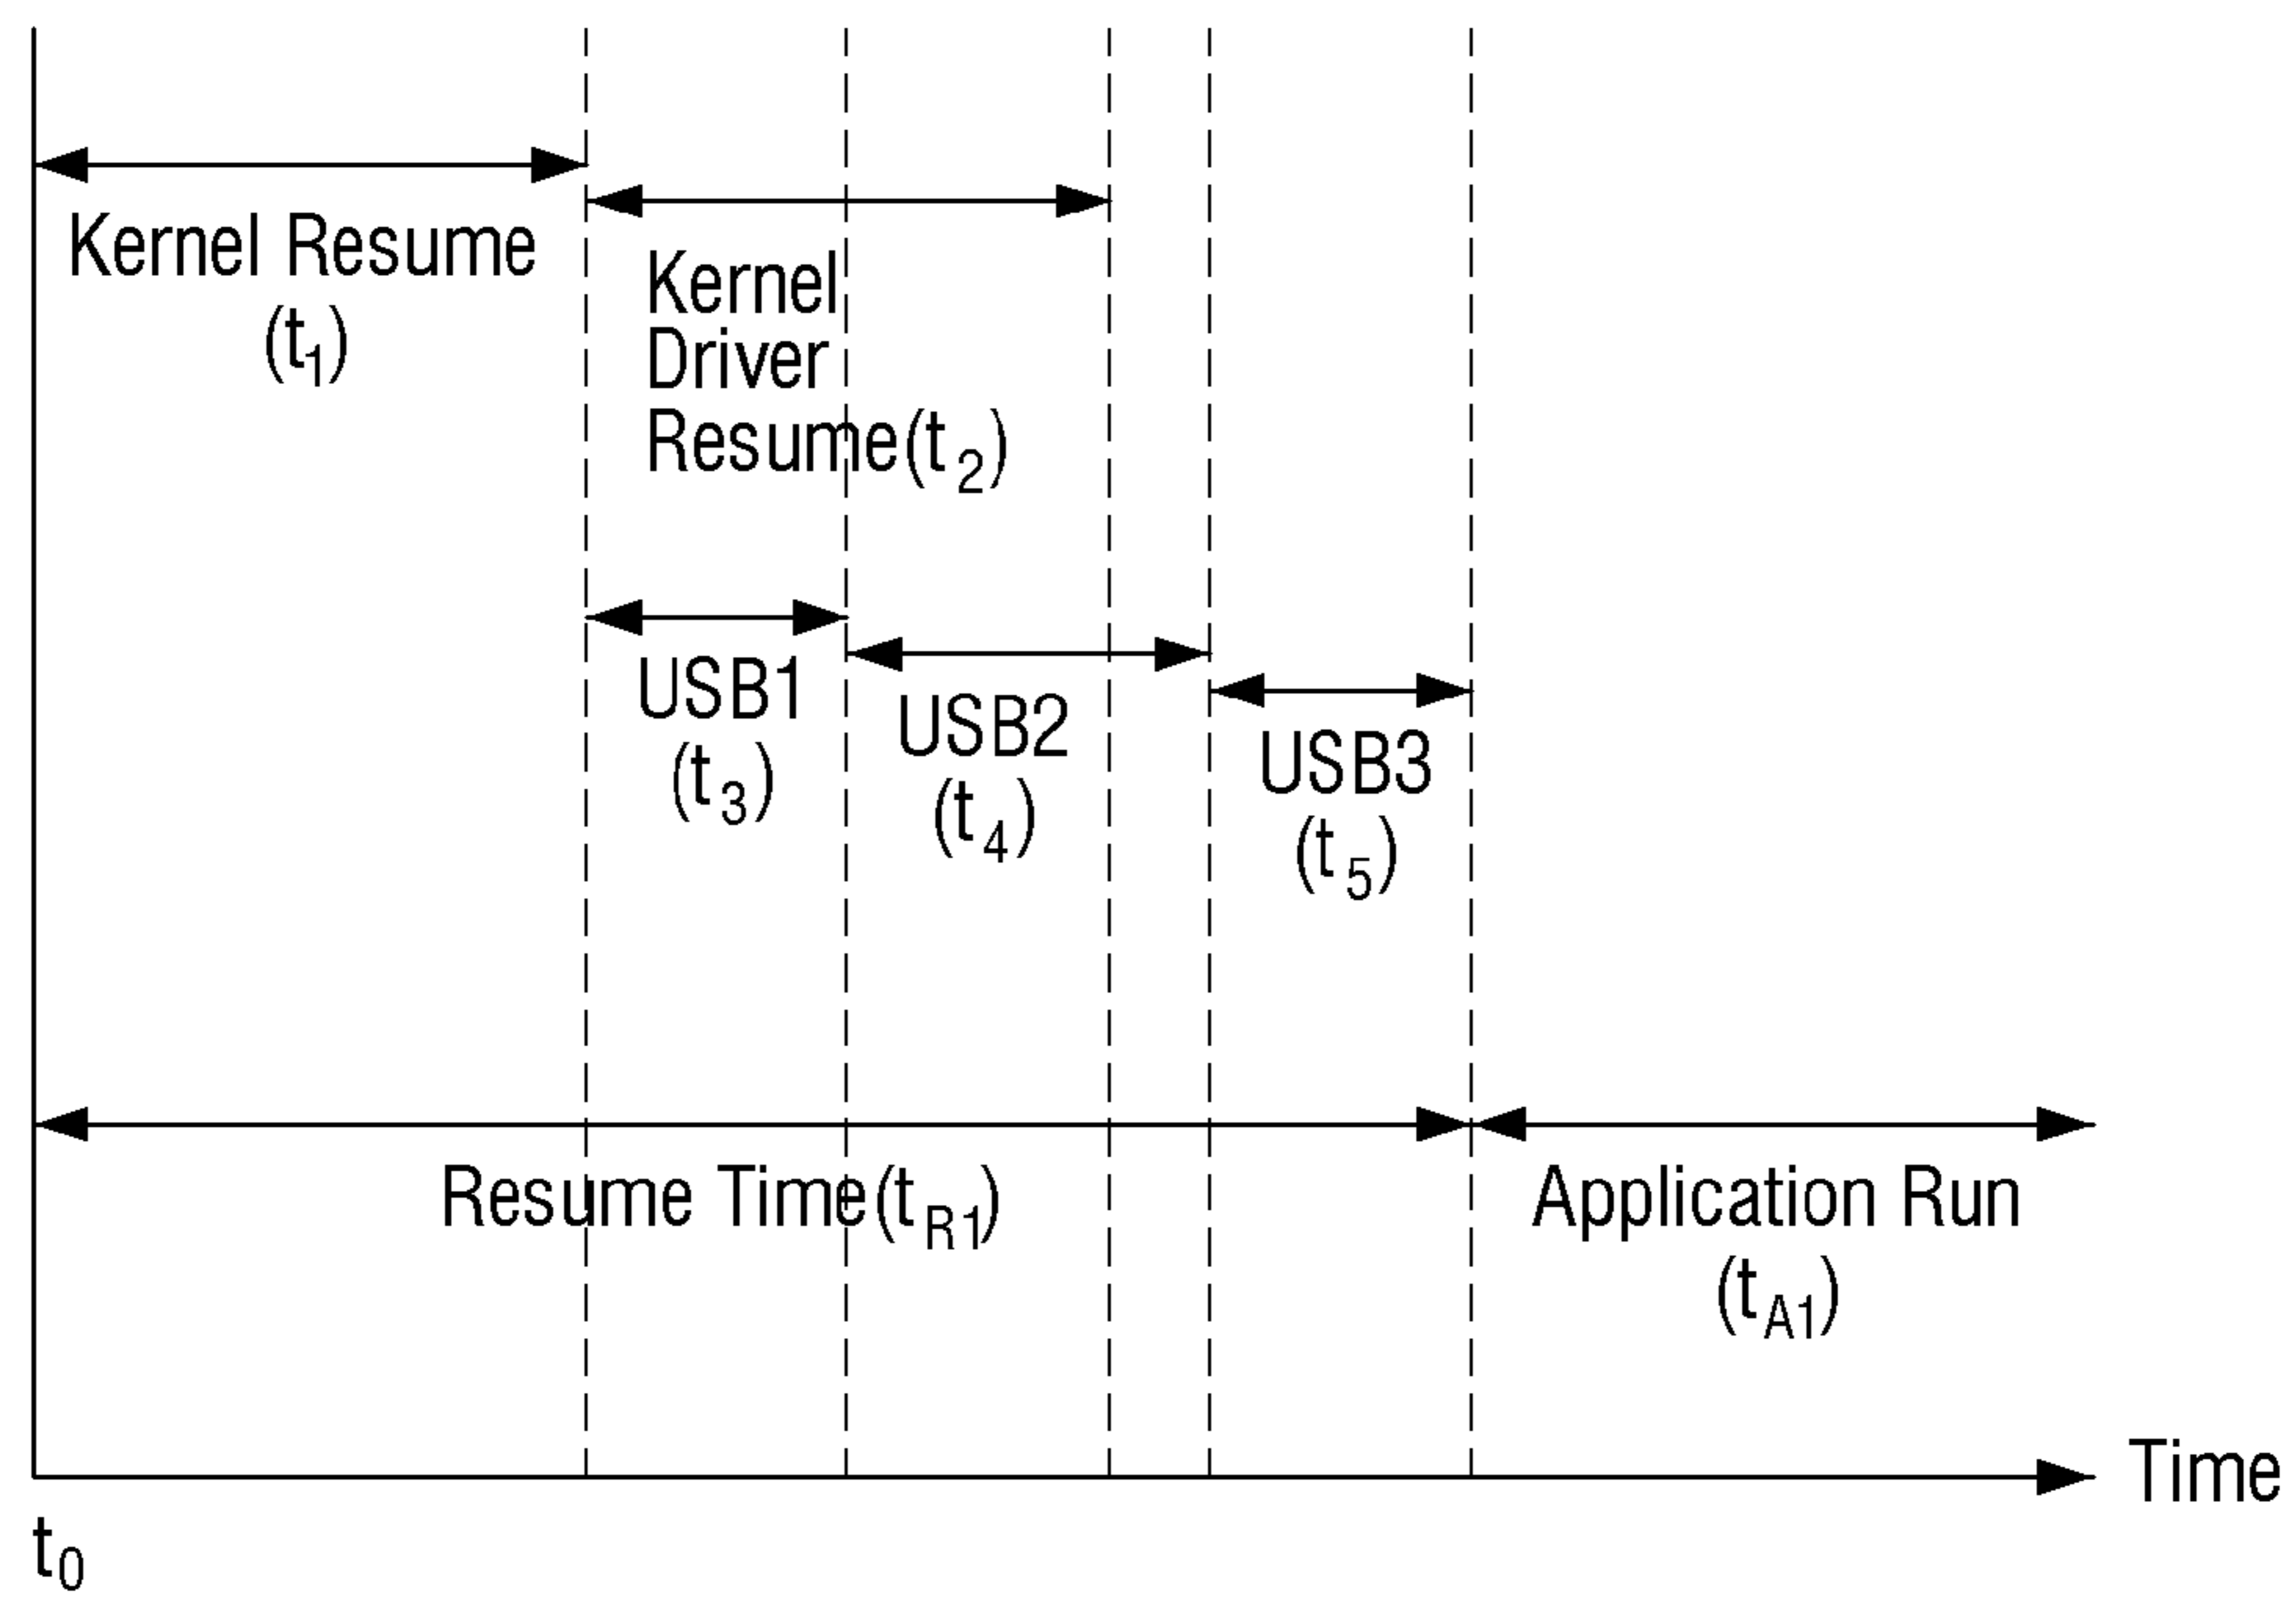 Kernel Resume
(t1)
Kernel
Driver
Resume(t2)
USB1
(t3)
USB2
(t4)
USB3
(t5)
Resume Time(tR1)
Application Run
(tA1)
Time
t0